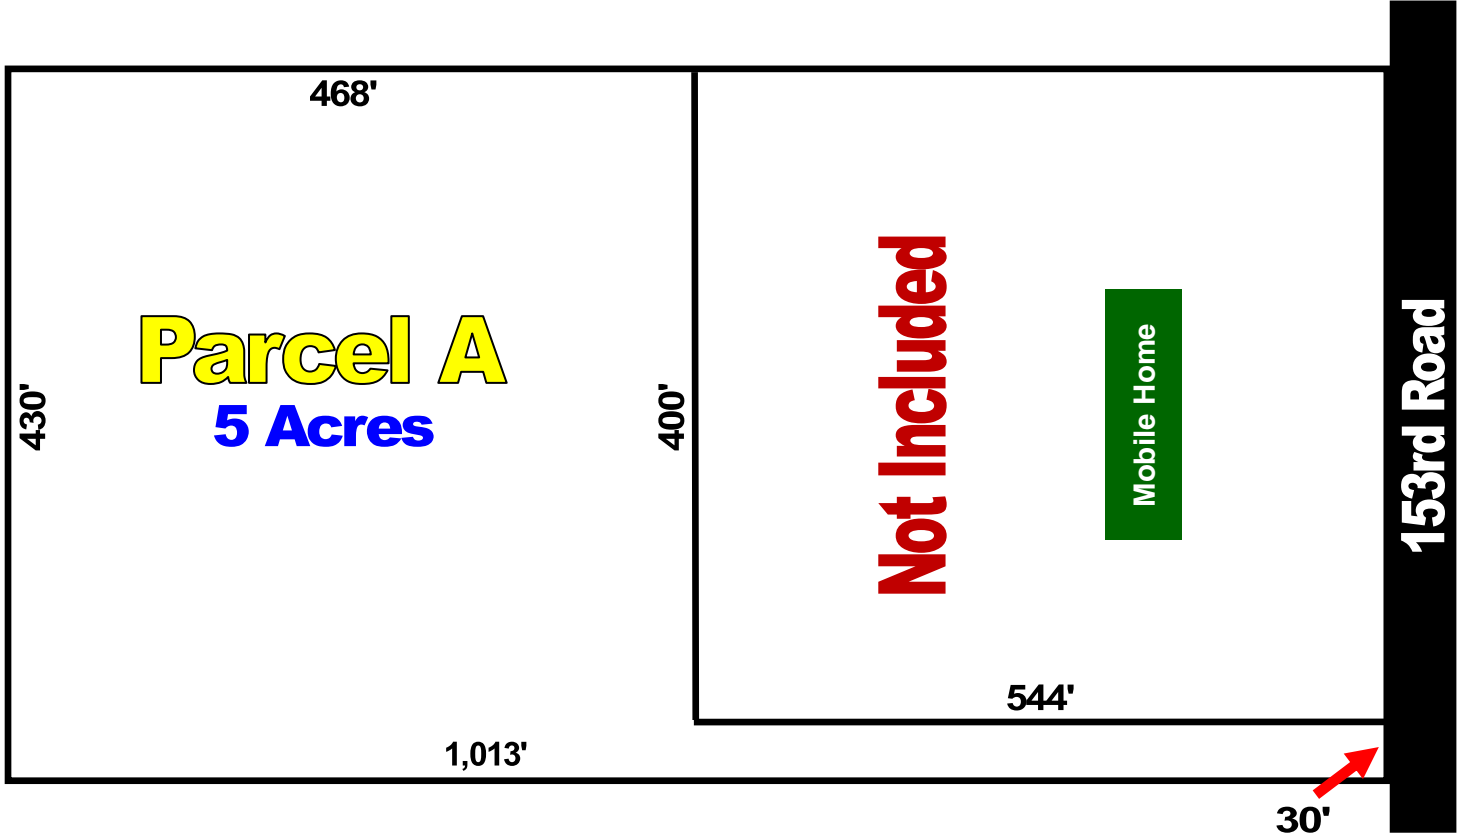 468'
Parcel A
5 Acres
430'
400'
Not Included
Mobile Home
153rd Road
544'
1,013'
30'